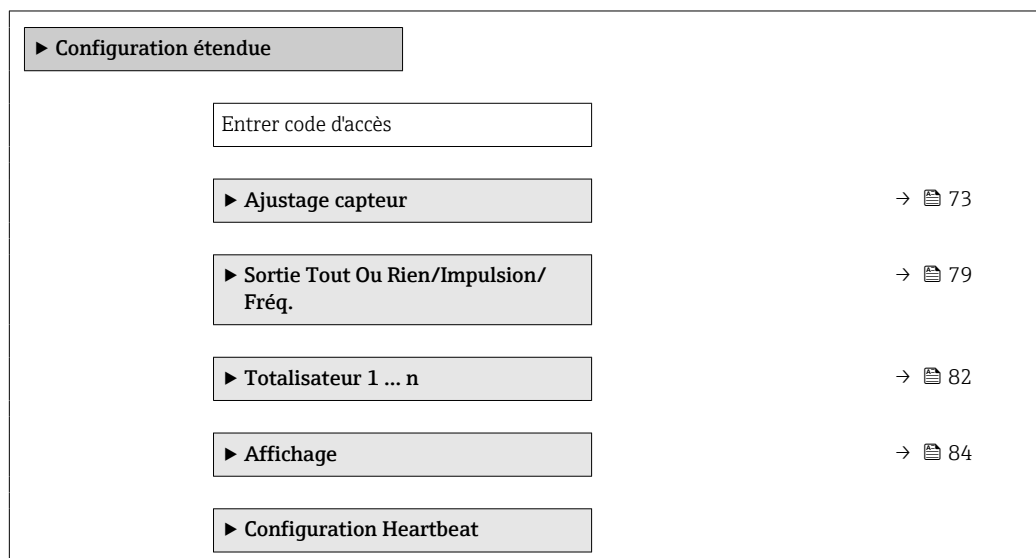 ▶ Configuration étendue
Entrer code d'accès
▶ Ajustage capteur → 73
▶ Sortie Tout Ou Rien/Impulsion/ → 79
Fréq.
▶ Totalisateur 1 ... n → 82
▶ Affichage → 84
▶ Configuration Heartbeat